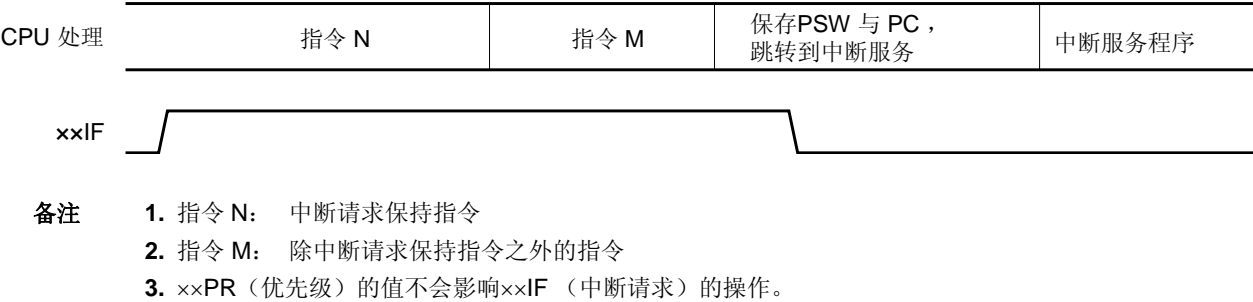 CPU 处理
指令 N
指令 M
保存PSW 与 PC，
跳转到中断服务
中断服务程序
××IF
备注
1. 指令 N： 中断请求保持指令
2. 指令 M： 除中断请求保持指令之外的指令
3. ××PR（优先级）的值不会影响××IF （中断请求）的操作。